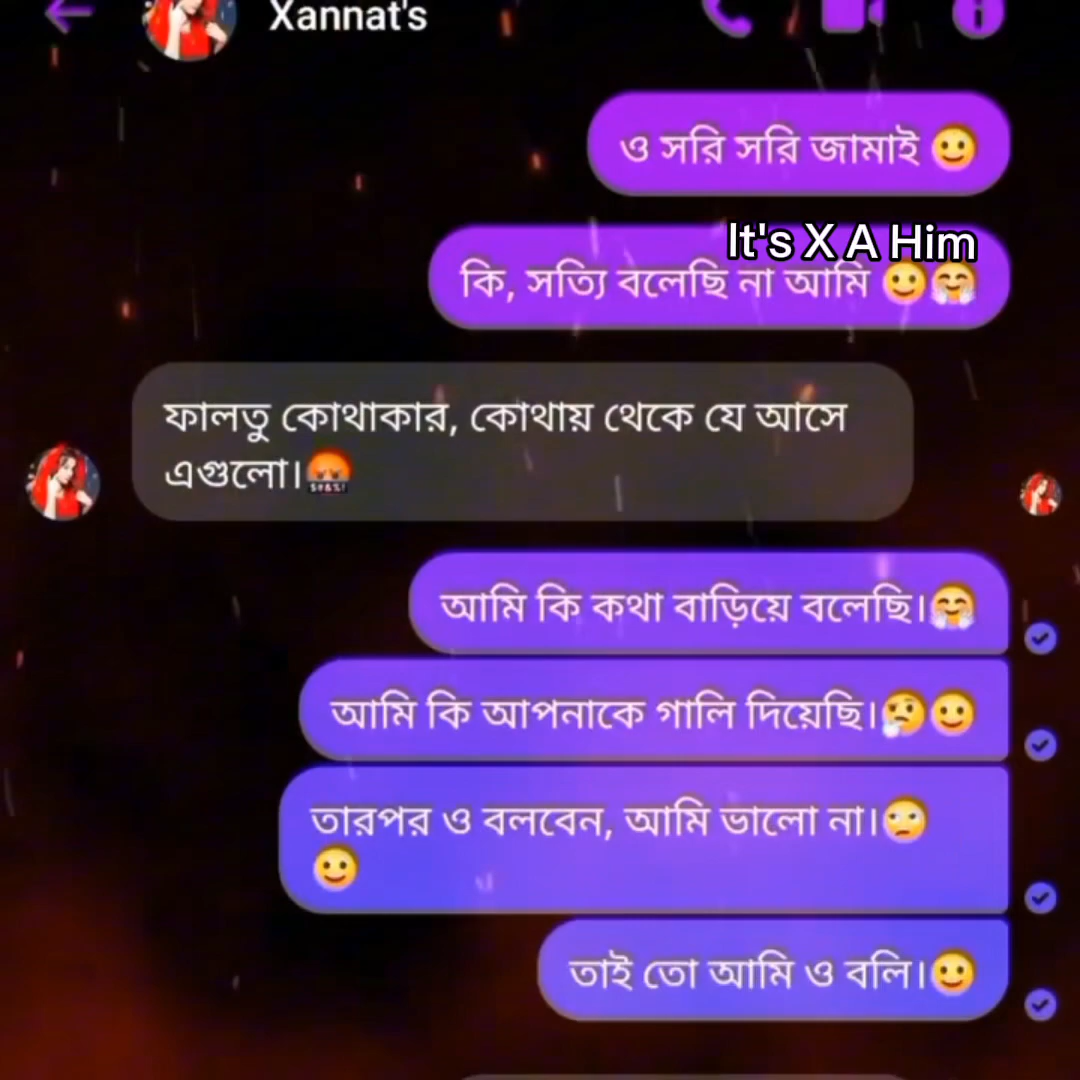 Xannat's
ও সরি সরি জামাই 🙂
It's X A Him
কি, সত্যি বলেছি না আমি 🙂🤗
ফালতু কোথাকার, কোথায় থেকে যে আসে
এগুলো।🤬
আমি কি কথা বাড়িয়ে বলেছি।🤗
আমি কি আপনাকে গালি দিয়েছি।🤔🙂
তারপর ও বলবেন, আমি ভালো না।🙄
🙂
তাই তো আমি ও বলি।🙂